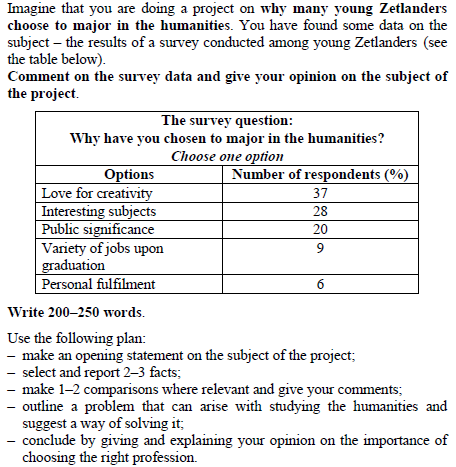 Imagine that you are doing a project on why many young Zetlanders
choose to major in the humanities. You have found some data on the
subject – the results of a survey conducted among young Zetlanders (see
the table below).
Comment on the survey data and give your opinion on the subject of
the project.
The survey question:
Why have you chosen to major in the humanities?
Choose one option
Options Number of respondents (%)
Love for creativity 37
Interesting subjects 28
Public significance 20
Variety of jobs upon 9
graduation
Personal fulfilment 6
Write 200–250 words.
Use the following plan:
– make an opening statement on the subject of the project;
– select and report 2–3 facts;
– make 1–2 comparisons where relevant and give your comments;
– outline a problem that can arise with studying the humanities and
suggest a way of solving it;
– conclude by giving and explaining your opinion on the importance of
choosing the right profession.